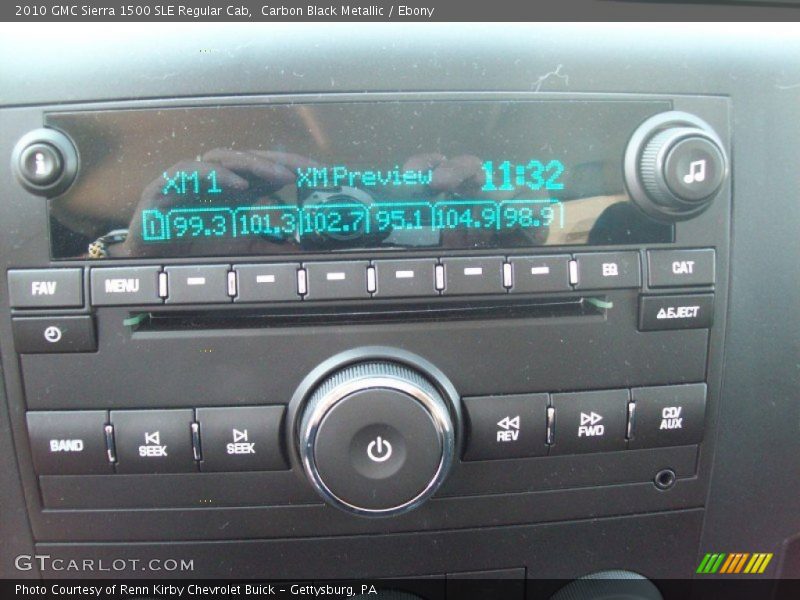 2010 GMC Sierra 1500 SLE Regular Cab, Carbon Black Metallic / Ebony
XM 1 XM Preview 11:32
1 99.3 101.3 102.7 95.1 104.9 98.9
FAV MENU EQ CAT
EJECT
BAND SEEK SEEK REV FWD CD/
AUX
GTCARLOT.COM
Photo Courtesy of Renn Kirby Chevrolet Buick - Gettysburg, PA